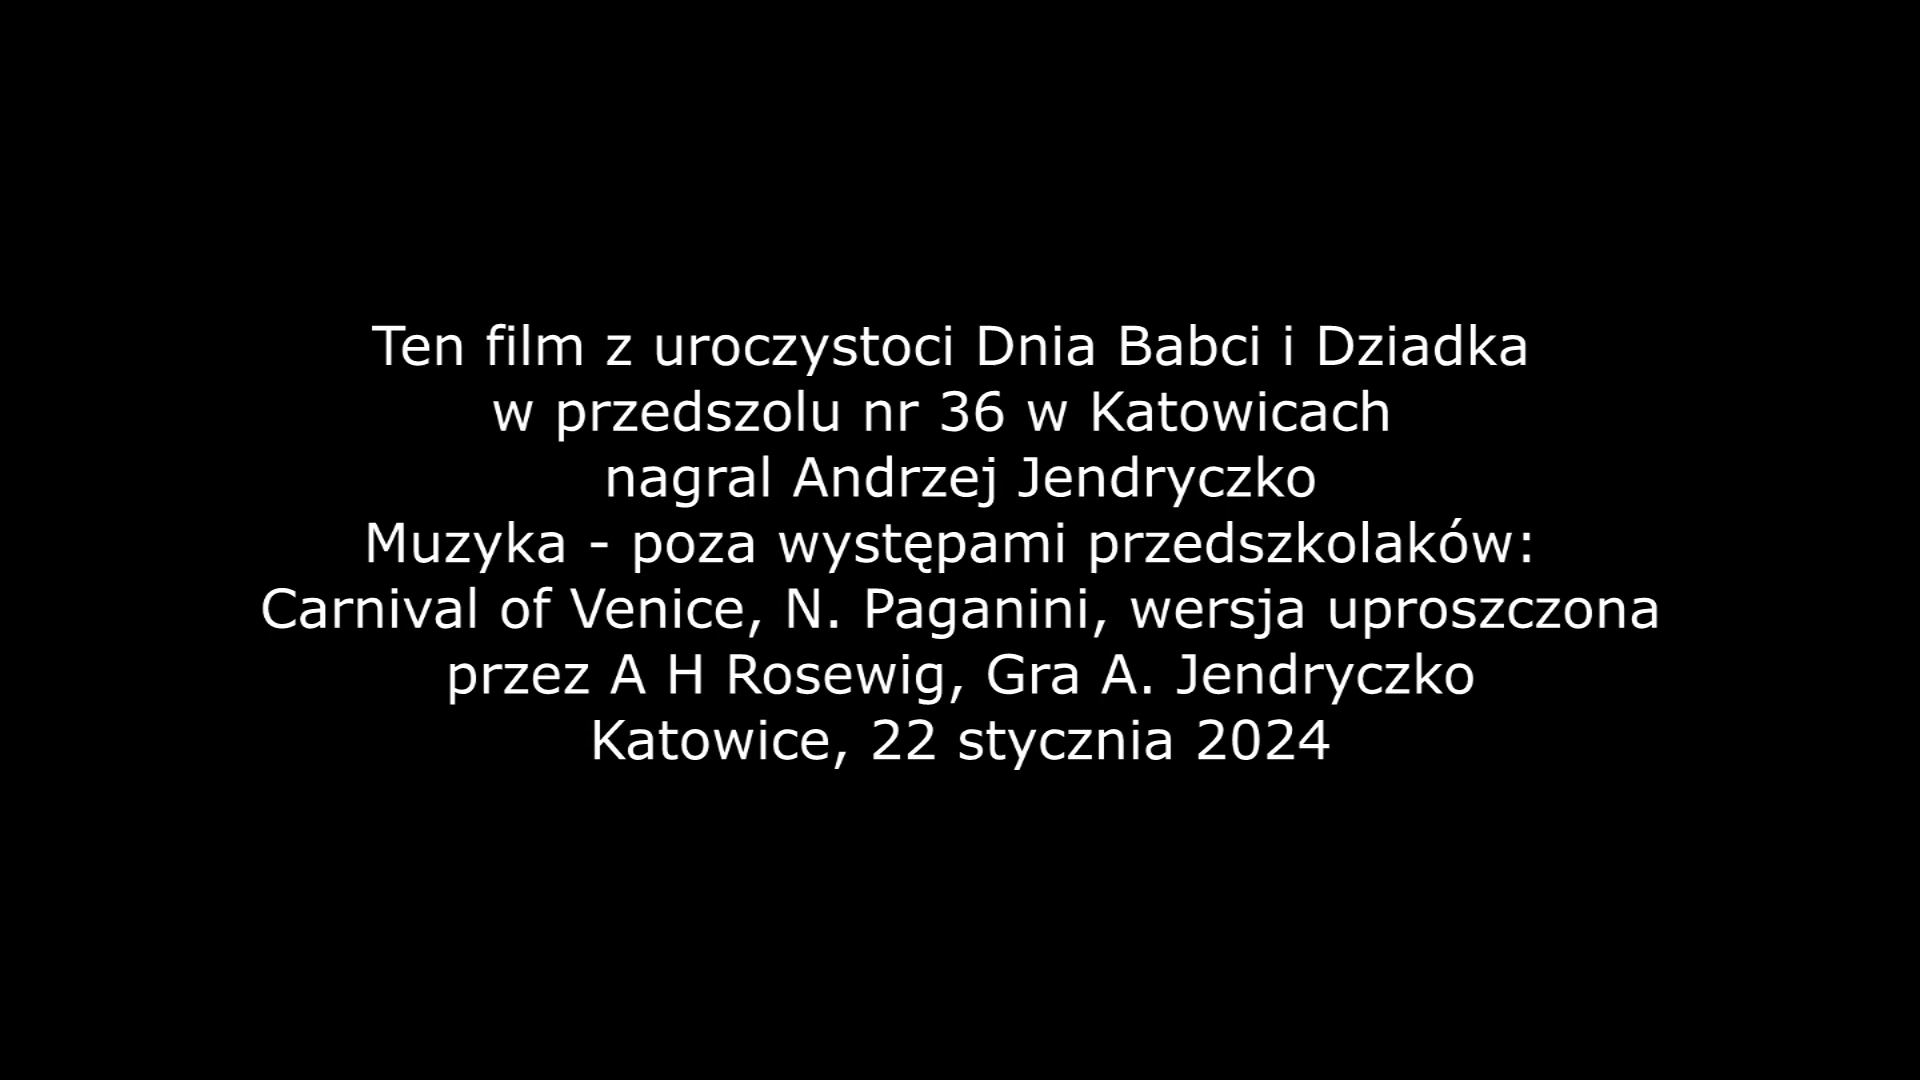 Ten film z uroczystoci Dnia Babci i Dziadka
w przedszolu nr 36 w Katowicach
nagral Andrzej Jendryczko
Muzyka - poza występami przedszkolaków:
Carnival of Venice, N. Paganini, wersja uproszczona
przez A H Rosewig, Gra A. Jendryczko
Katowice, 22 stycznia 2024